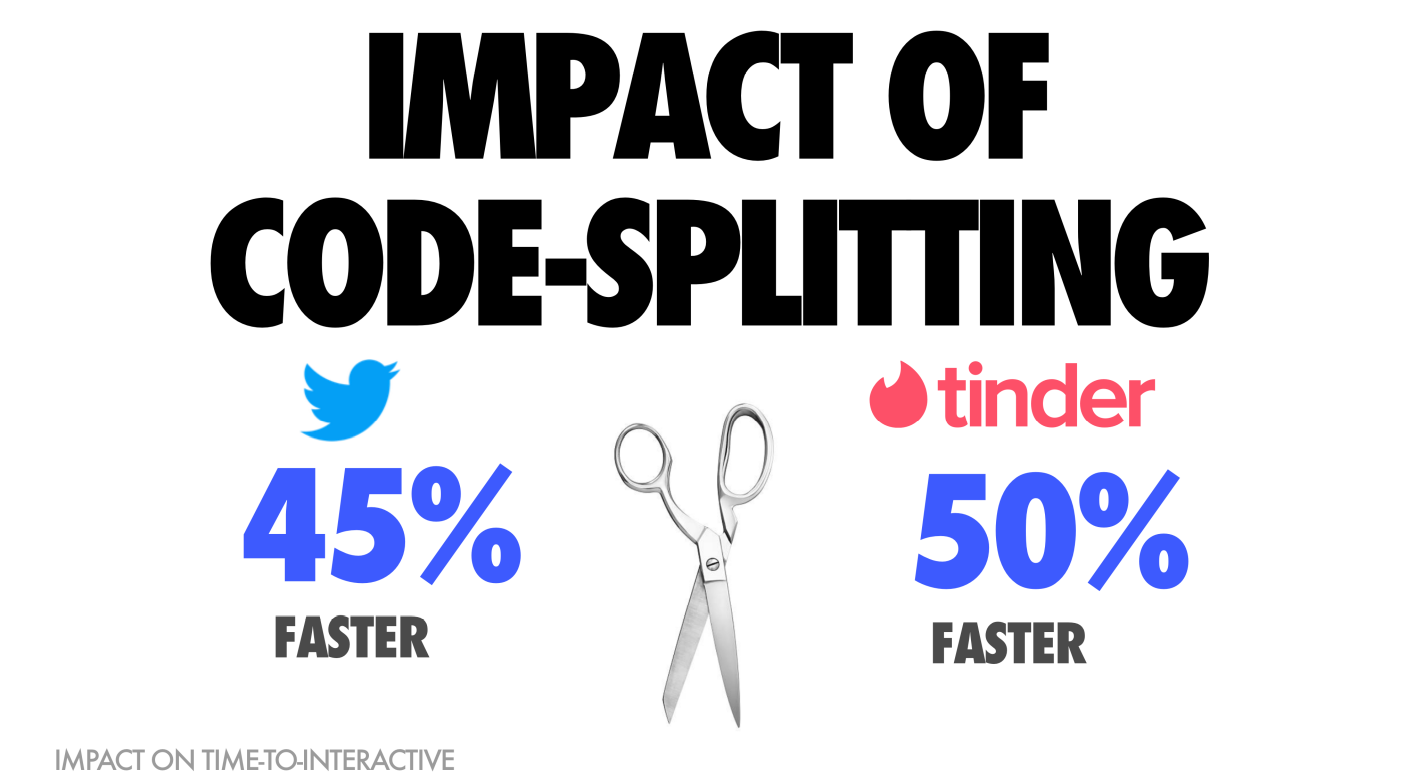 IMPACT OF
CODE-SPLITTING
tinder
45%
50%
FASTER
FASTER
IMPACT ON TIME-TO-INTERACTIVE